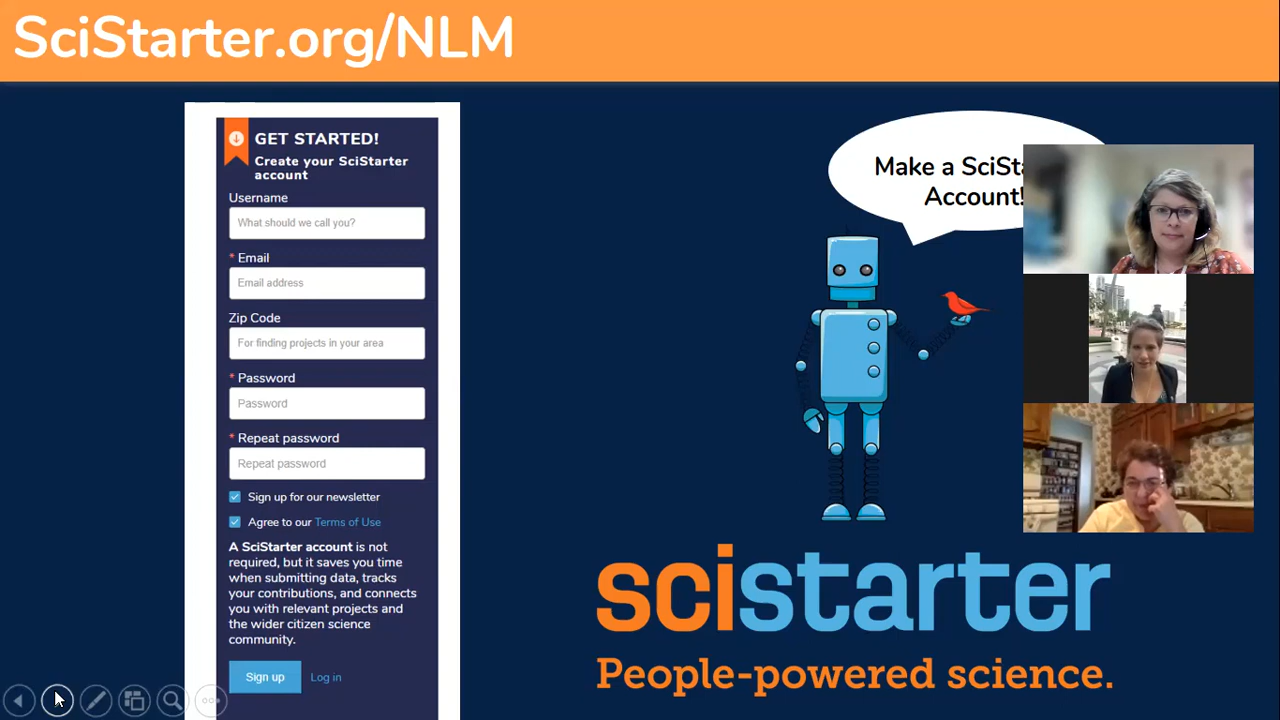 SciStarter.org/NLM
GET STARTED!
Create your SciStarter
account
Username
What should we call you?
* Email
Email address
Zip Code
For finding projects in your area
* Password
Password
* Repeat password
Repeat password
Sign up for our newsletter
Agree to our Terms of Use
A SciStarter account is not
required, but it saves you time
when submitting data, tracks
your contributions, and connects
you with relevant projects and
the wider citizen science
community.
Sign up Log in
Make a
Account!
scistarter
People-powered science.